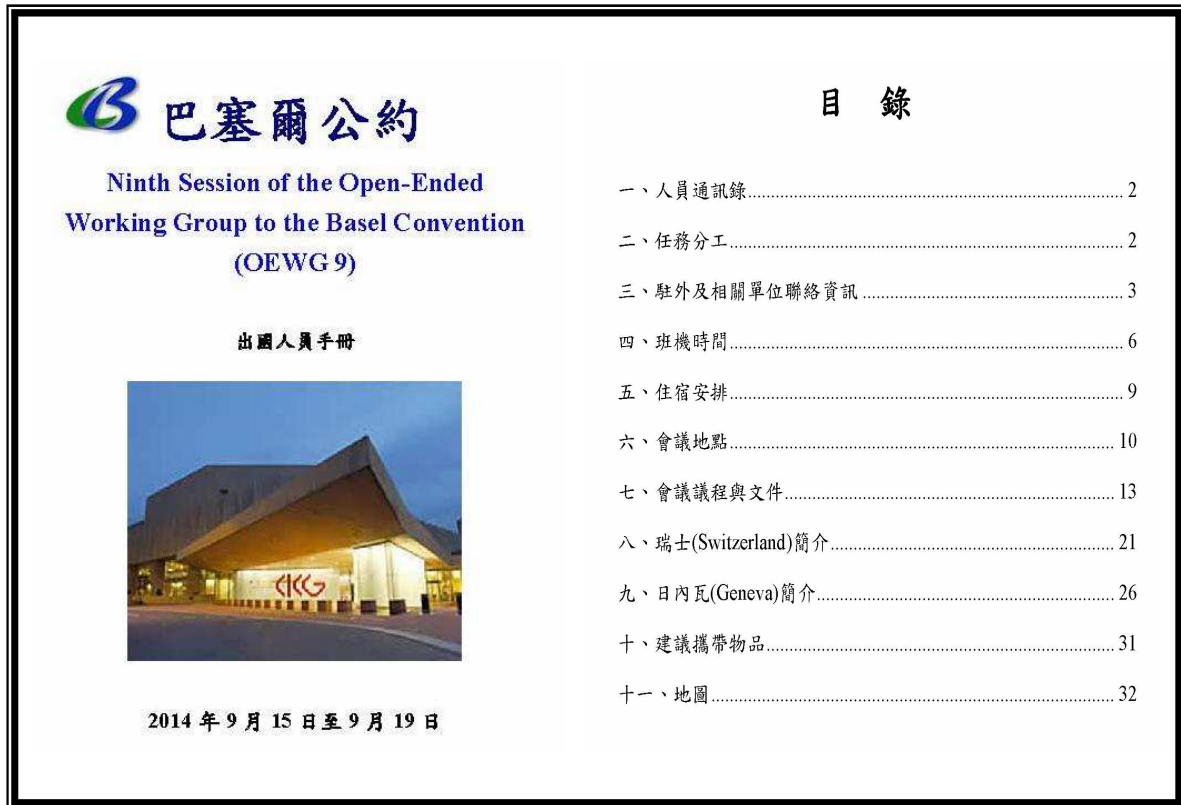 巴塞爾公約
Ninth Session of the Open-Ended
Working Group to the Basel Convention
(OEWG 9)
出國人員手冊
CICG
2014 年 9 月 15 日至 9 月 19 日
目 錄
一、人員通訊錄 2
二、任務分工 2
三、駐外及相關單位聯絡資訊 3
四、班機時間 6
五、住宿安排 9
六、會議地點 10
七、會議議程與文件 13
八、瑞士(Switzerland)簡介 21
九、日內瓦(Geneva)簡介 26
十、建議攜帶物品 31
十一、地圖 32